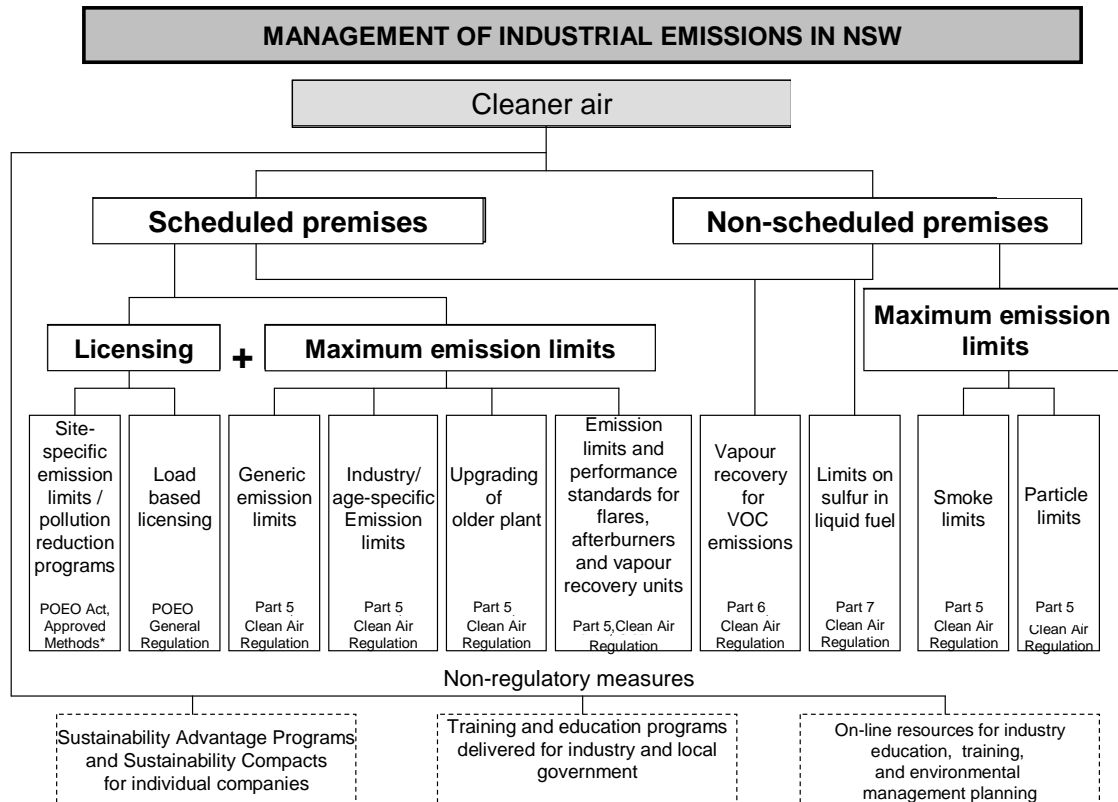 MANAGEMENT OF INDUSTRIAL EMISSIONS IN NSW
Cleaner air
Scheduled premises
Non-scheduled premises
Licensing
+
Maximum emission limits
Maximum emission
limits
Site-
specific
emission
limits /
pollution
reduction
programs
POEO Act,
Approved
Methods*
Load
based
licensing
POEO
General
Regulation
Generic
emission
limits
Part 5
Clean Air
Regulation
Industry/
age-specific
Emission
limits
Part 5
Clean Air
Regulation
Upgrading
of
older plant
Part 5
Clean Air
Regulation
Emission
limits and
performance
standards for
flares,
afterburners
and vapour
recovery units
Part 5,Clean Air
Regulation
Vapour
recovery
for
VOC
emissions
Part 6
Clean Air
Regulation
Limits on
sulfur in
liquid fuel
Part 7
Clean Air
Regulation
Smoke
limits
Part 5
Clean Air
Regulation
Particle
limits
Part 5
Clean Air
Regulation
Non-regulatory measures
Sustainability Advantage Programs
and Sustainability Compacts
for individual companies
Training and education programs
delivered for industry and local
government
On-line resources for industry
education, training,
and environmental
management planning